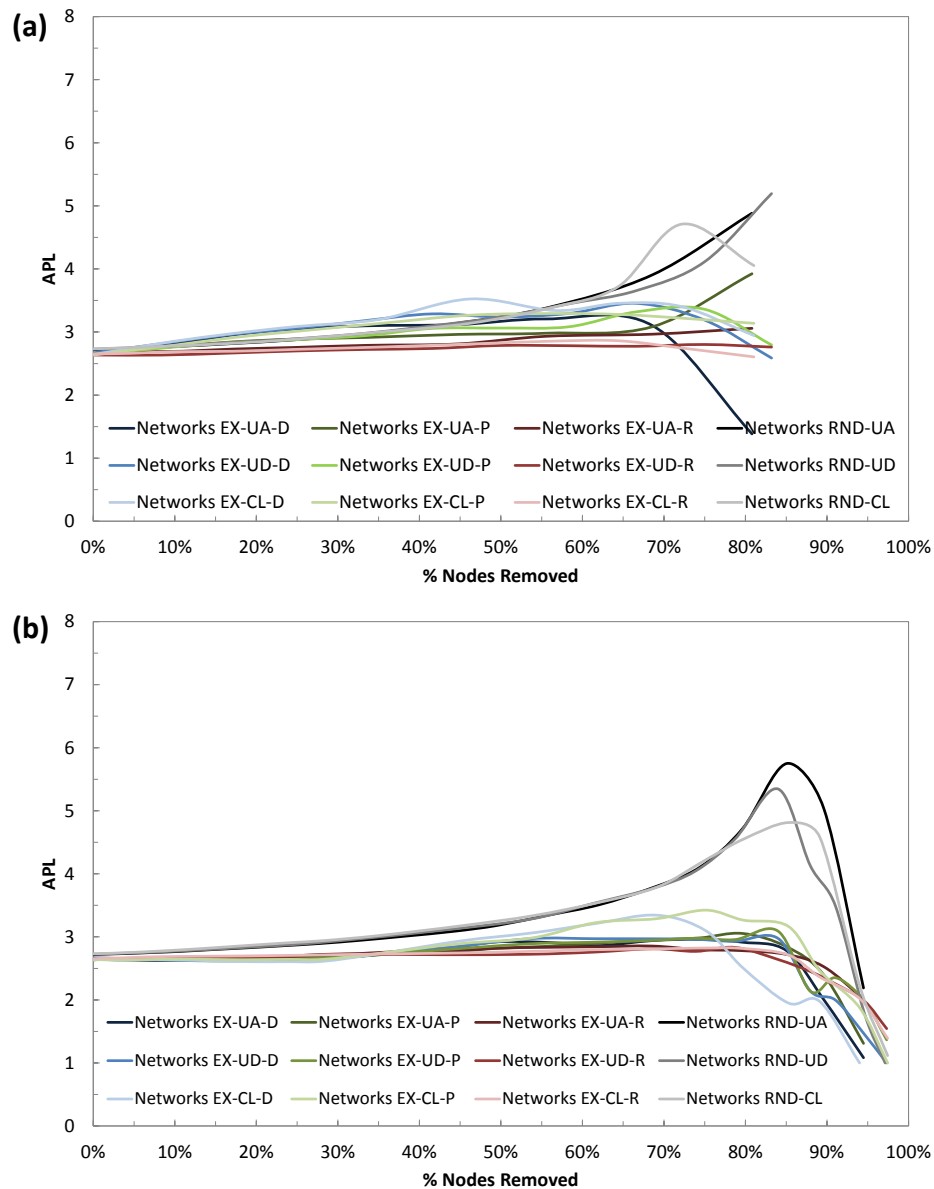 (a)
8
7
6
5
4
3
2
1
0
APL
Networks EX-UA-D Networks EX-UA-P Networks EX-UA-R Networks RND-UA
Networks EX-UD-D Networks EX-UD-P Networks EX-UD-R Networks RND-UD
Networks EX-CL-D Networks EX-CL-P Networks EX-CL-R Networks RND-CL
0% 10% 20% 30% 40% 50% 60% 70% 80% 90% 100%
% Nodes Removed
(b)
8
7
6
5
4
3
2
1
0
APL
Networks EX-UA-D Networks EX-UA-P Networks EX-UA-R Networks RND-UA
Networks EX-UD-D Networks EX-UD-P Networks EX-UD-R Networks RND-UD
Networks EX-CL-D Networks EX-CL-P Networks EX-CL-R Networks RND-CL
0% 10% 20% 30% 40% 50% 60% 70% 80% 90% 100%
% Nodes Removed